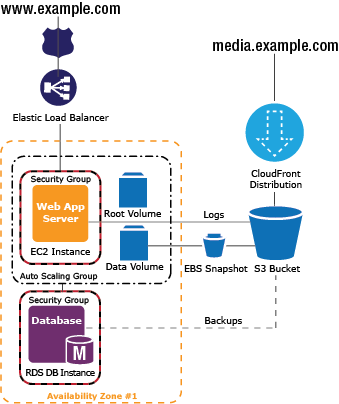 www.example.com
media.example.com
Elastic Load Balancer
CloudFront
Distribution
Security Group
Web App
Server
EC2 Instance
Root Volume
Logs
Data Volume
EBS Snapshot
S3 Bucket
Auto Scaling Group
Security Group
Database
M
RDS DB Instance
Backups
Availability Zone #1